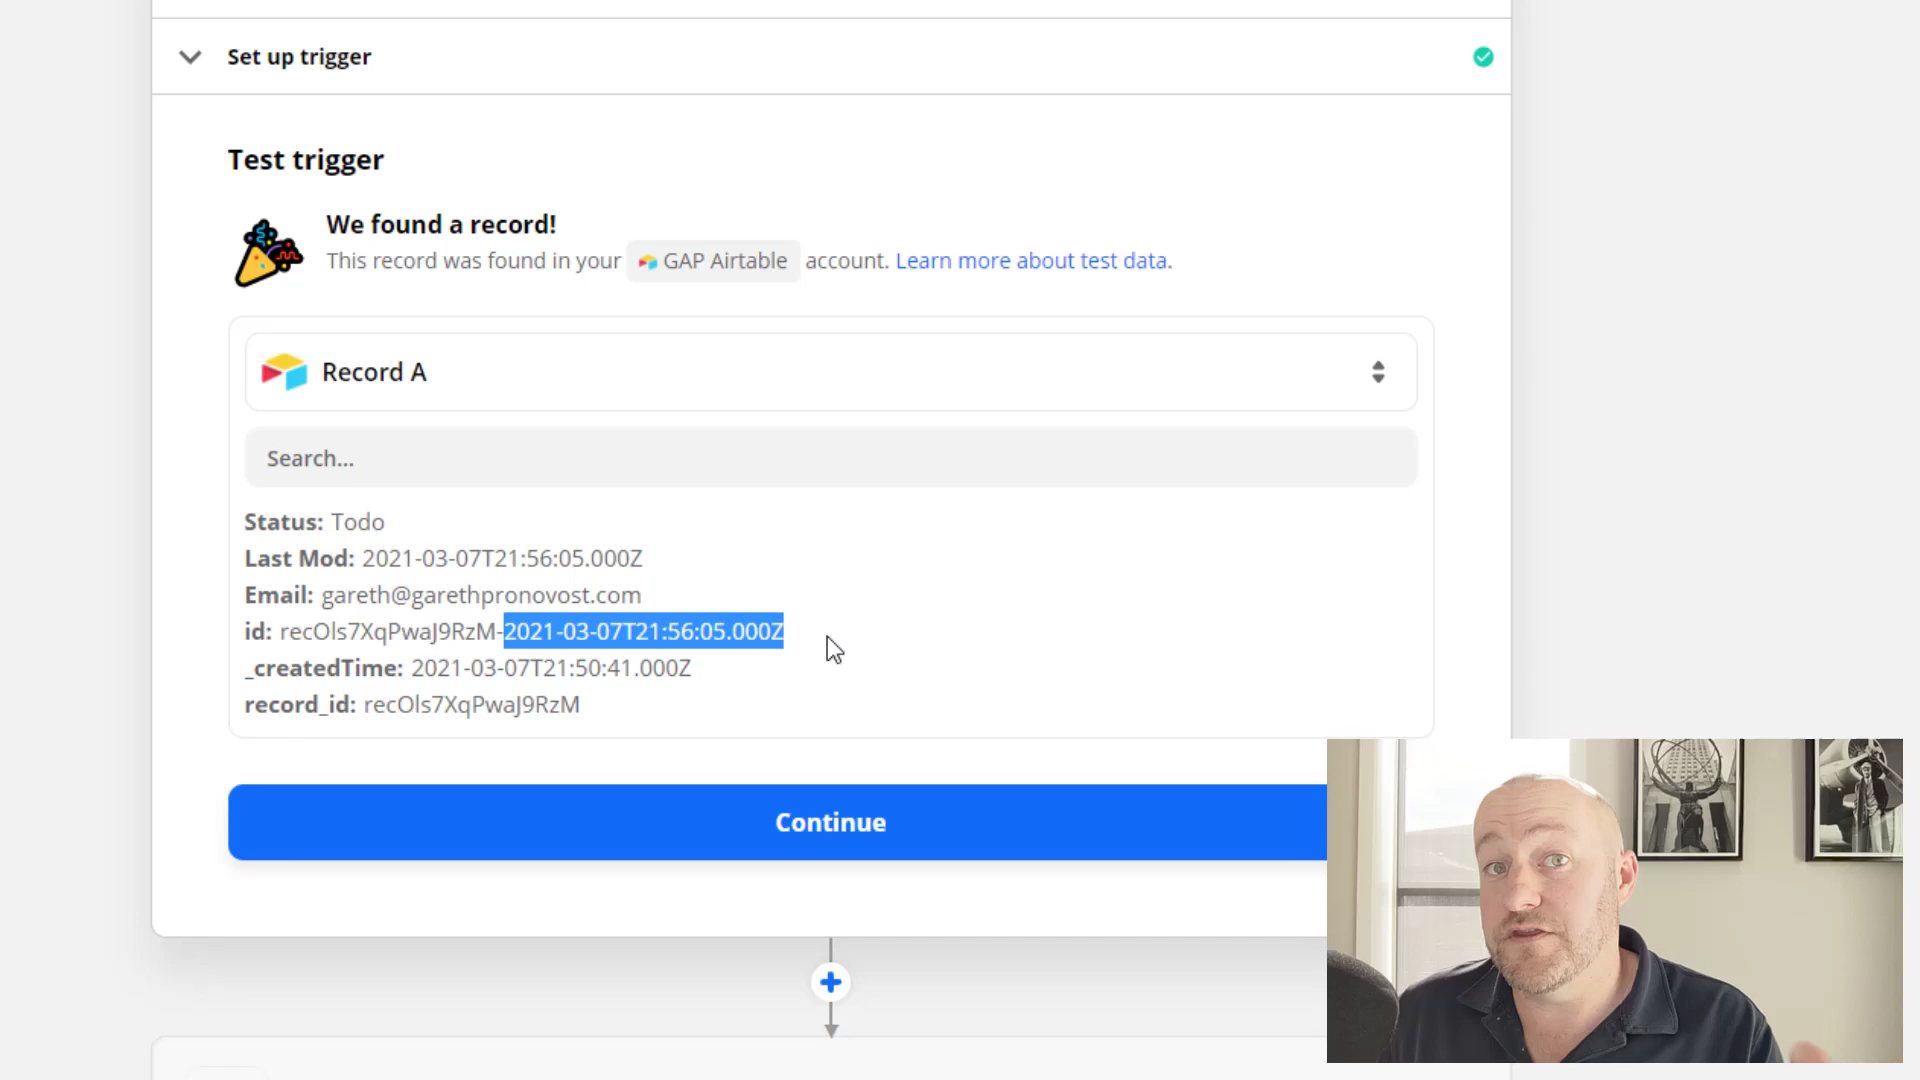 Set up trigger
Test trigger
We found a record!
This record was found in your GAP Airtable account. Learn more about test data.
Record A
Search...
Status: Todo
Last Mod: 2021-03-07T21:56:05.000Z
Email: gareth@garethpronovost.com
id: recOls7XqPwaJ9RzM-2021-03-07T21:56:05.000Z
_createdTime: 2021-03-07T21:50:41.000Z
record_id: recOls7XqPwaJ9RzM
Continue